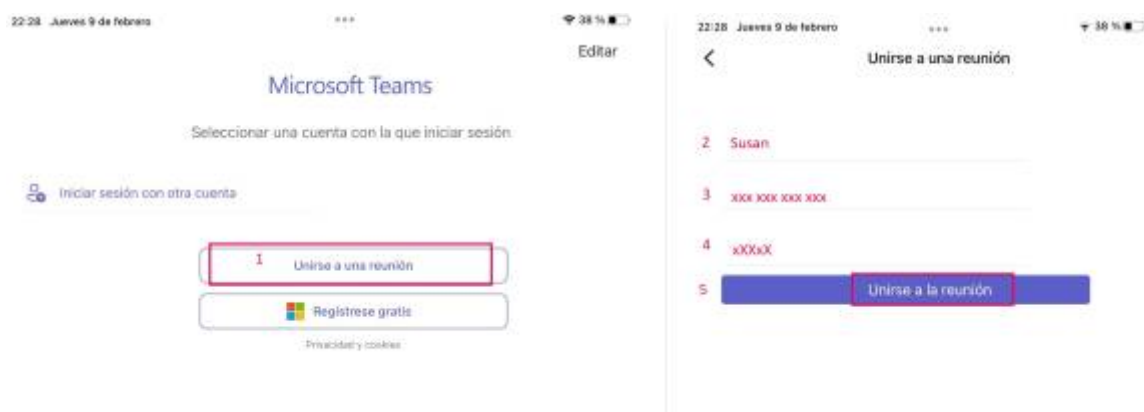 22:28 Jueves 9 de febrero
38 %
Editar
Microsoft Teams
Seleccionar una cuenta con la que iniciar sesión
Iniciar sesión con otra cuenta
1 Unirse a una reunión
Regístrese gratis
Privacidad y cookies
22:28 Jueves 9 de febrero
38 %
Unirse a una reunión
2 Susan
3 xxx xxx xxx xxx
4 xXXxX
5 Unirse a la reunión